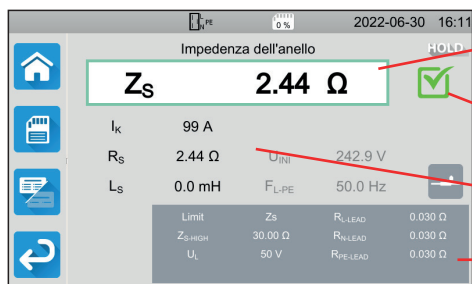 L N PE 0 % 2022-06-30 16:11
Impedenza dell'anello HOLD
ZS 2.44 Ω
IK 99 A
RS 2.44 Ω UINI 242.9 V
LS 0.0 mH FL-PE 50.0 Hz
Limit Zs RL-LEAD 0.030 Ω
ZS-HIGH 30.00 Ω RN-LEAD 0.030 Ω
UL 50 V RPE-LEAD 0.030 Ω